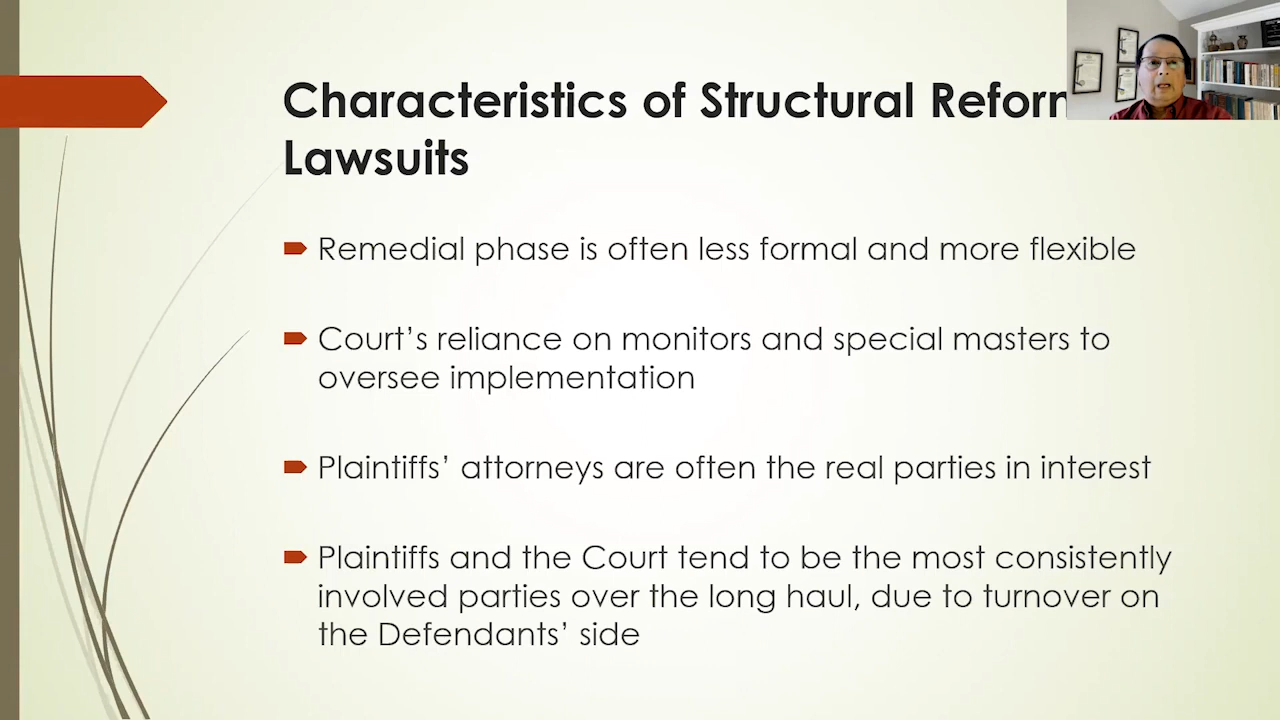 Characteristics of Structural Reform
Lawsuits
Remedial phase is often less formal and more flexible
Court's reliance on monitors and special masters to
oversee implementation
Plaintiffs' attorneys are often the real parties in interest
Plaintiffs and the Court tend to be the most consistently
involved parties over the long haul, due to turnover on
the Defendants' side